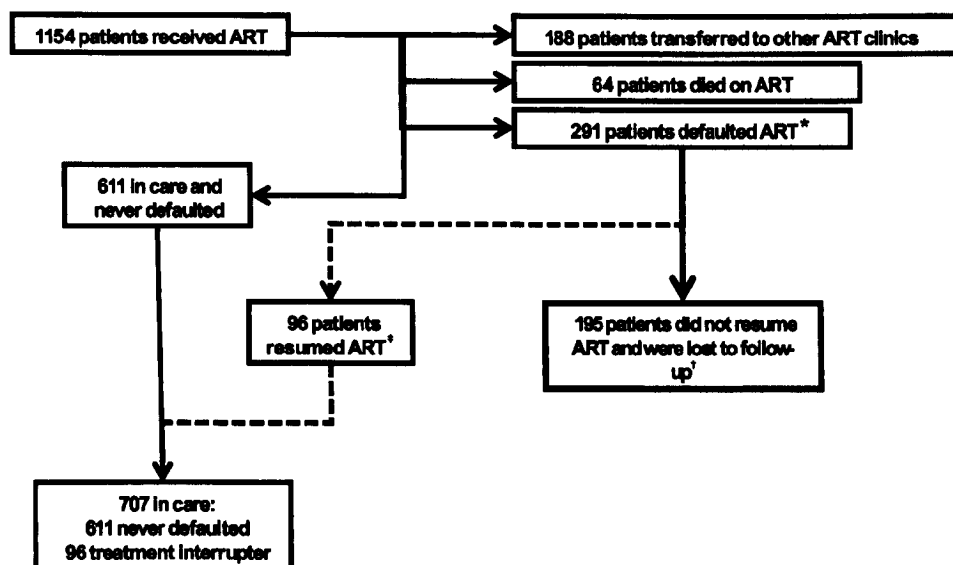 1154 patients received ART
188 patients transferred to other ART clinics
64 patients died on ART
291 patients defaulted ART*
611 in care and
never defaulted
96 patients
resumed ART‡
195 patients did not resume
ART and were lost to follow-
up†
707 in care:
611 never defaulted
96 treatment interrupter